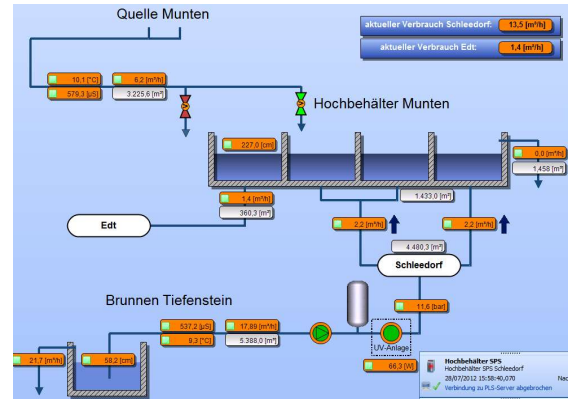 Quelle Munten
aktueller Verbrauch Schleedorf: 13,5 [m³/h]
aktueller Verbrauch Edt: 1,4 [m³/h]
10,1 [°C] 6,2 [m³/h]
579,3 [µS] 3.225,6 [m³]
Hochbehälter Munten
227,0 [cm]
0,0 [m³/h]
1.458 [m³]
1,4 [m³/h]
360,3 [m³]
1.433,0 [m³]
Edt
2,2 [m³/h] 2,2 [m³/h]
4.480,3 [m³]
Schleedorf
Brunnen Tiefenstein
11,6 [bar]
537,2 [µS] 17,89 [m³/h]
9,3 [°C] 5.388,0 [m³]
UV-Anlage
21,7 [m³/h] 58,2 [cm]
66,3 [W]
Hochbehälter SPS
Hochbehälter SPS Schleedorf
28/07/2012 15:58:40,070 Nac
Verbindung zu PLS-Server abgebrochen